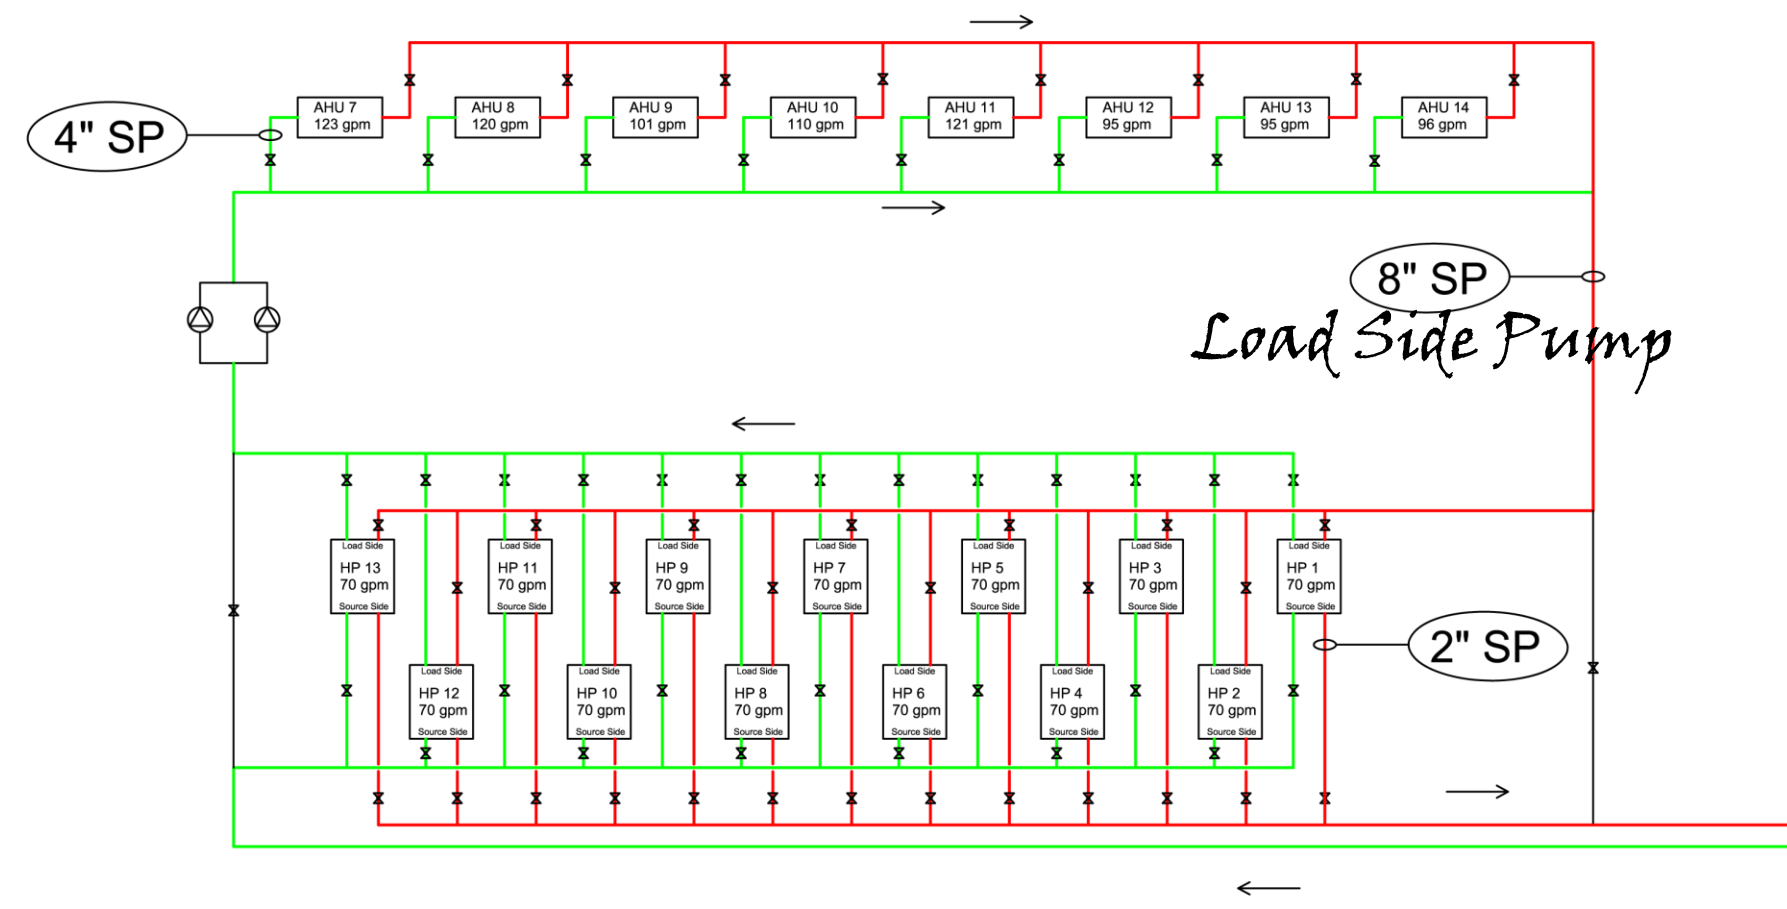 AHU 7
123 gpm
AHU 8
120 gpm
AHU 9
101 gpm
AHU 10
110 gpm
AHU 11
121 gpm
AHU 12
95 gpm
AHU 13
95 gpm
AHU 14
96 gpm
4" SP
8" SP
Load Side Pump
Load Side
HP 13
70 gpm
Source Side
Load Side
HP 11
70 gpm
Source Side
Load Side
HP 9
70 gpm
Source Side
Load Side
HP 7
70 gpm
Source Side
Load Side
HP 5
70 gpm
Source Side
Load Side
HP 3
70 gpm
Source Side
Load Side
HP 1
70 gpm
Source Side
2" SP
Load Side
HP 12
70 gpm
Source Side
Load Side
HP 10
70 gpm
Source Side
Load Side
HP 8
70 gpm
Source Side
Load Side
HP 6
70 gpm
Source Side
Load Side
HP 4
70 gpm
Source Side
Load Side
HP 2
70 gpm
Source Side